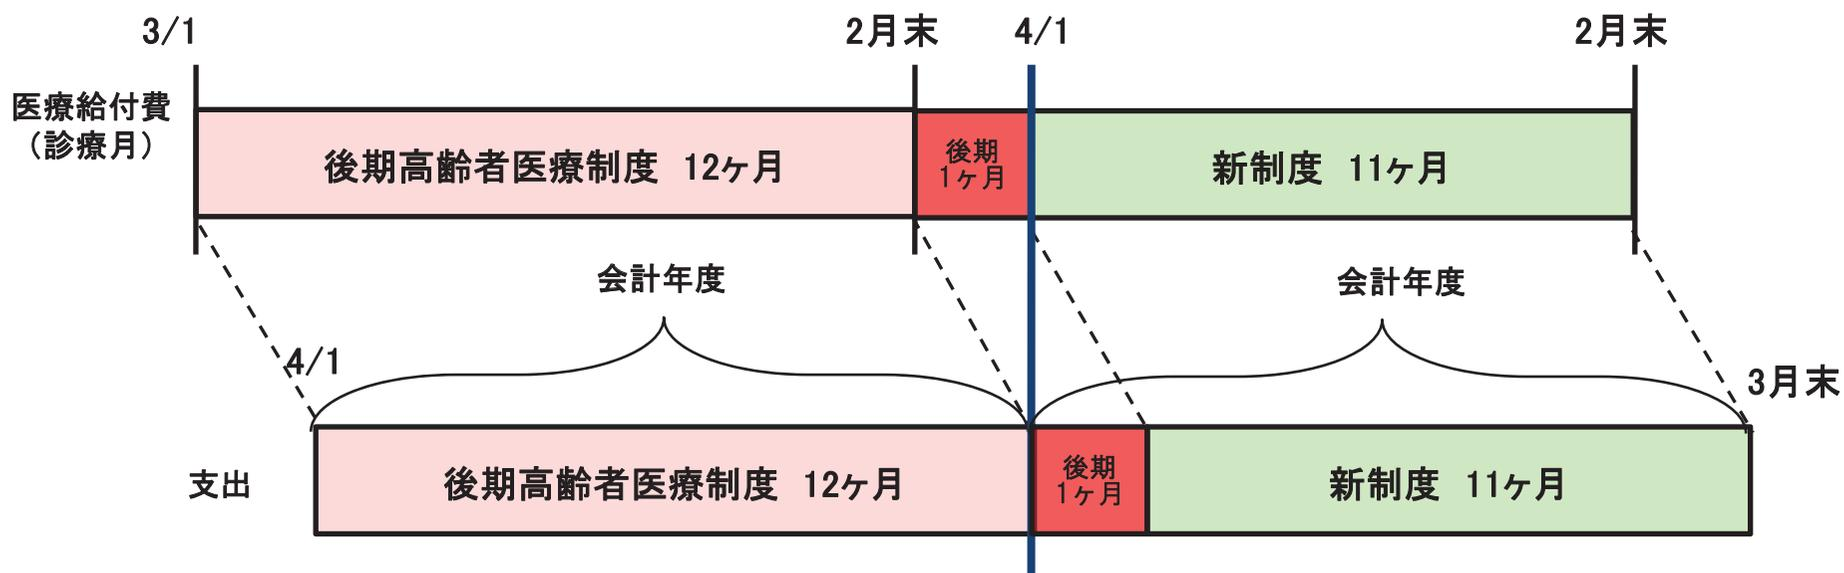 3/1
2月末
4/1
2月末
医療給付費
（診療月）
後期高齢者医療制度 12ヶ月
後期
1ヶ月
新制度 11ヶ月
会計年度
会計年度
4/1
3月末
支出
後期高齢者医療制度 12ヶ月
後期
1ヶ月
新制度 11ヶ月